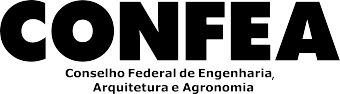 CONFEA
Conselho Federal de Engenharia,
Arquitetura e Agronomia